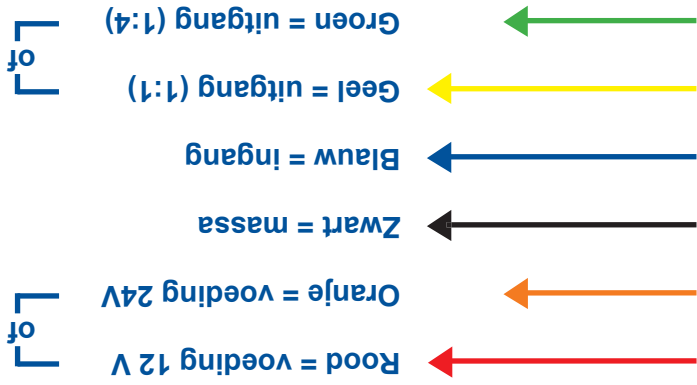 Rood = voeding 12 V
of
Oranje = voeding 24V
Zwart = massa
Blauw = ingang
Geel = uitgang (1:1)
of
Groen = uitgang (1:4)